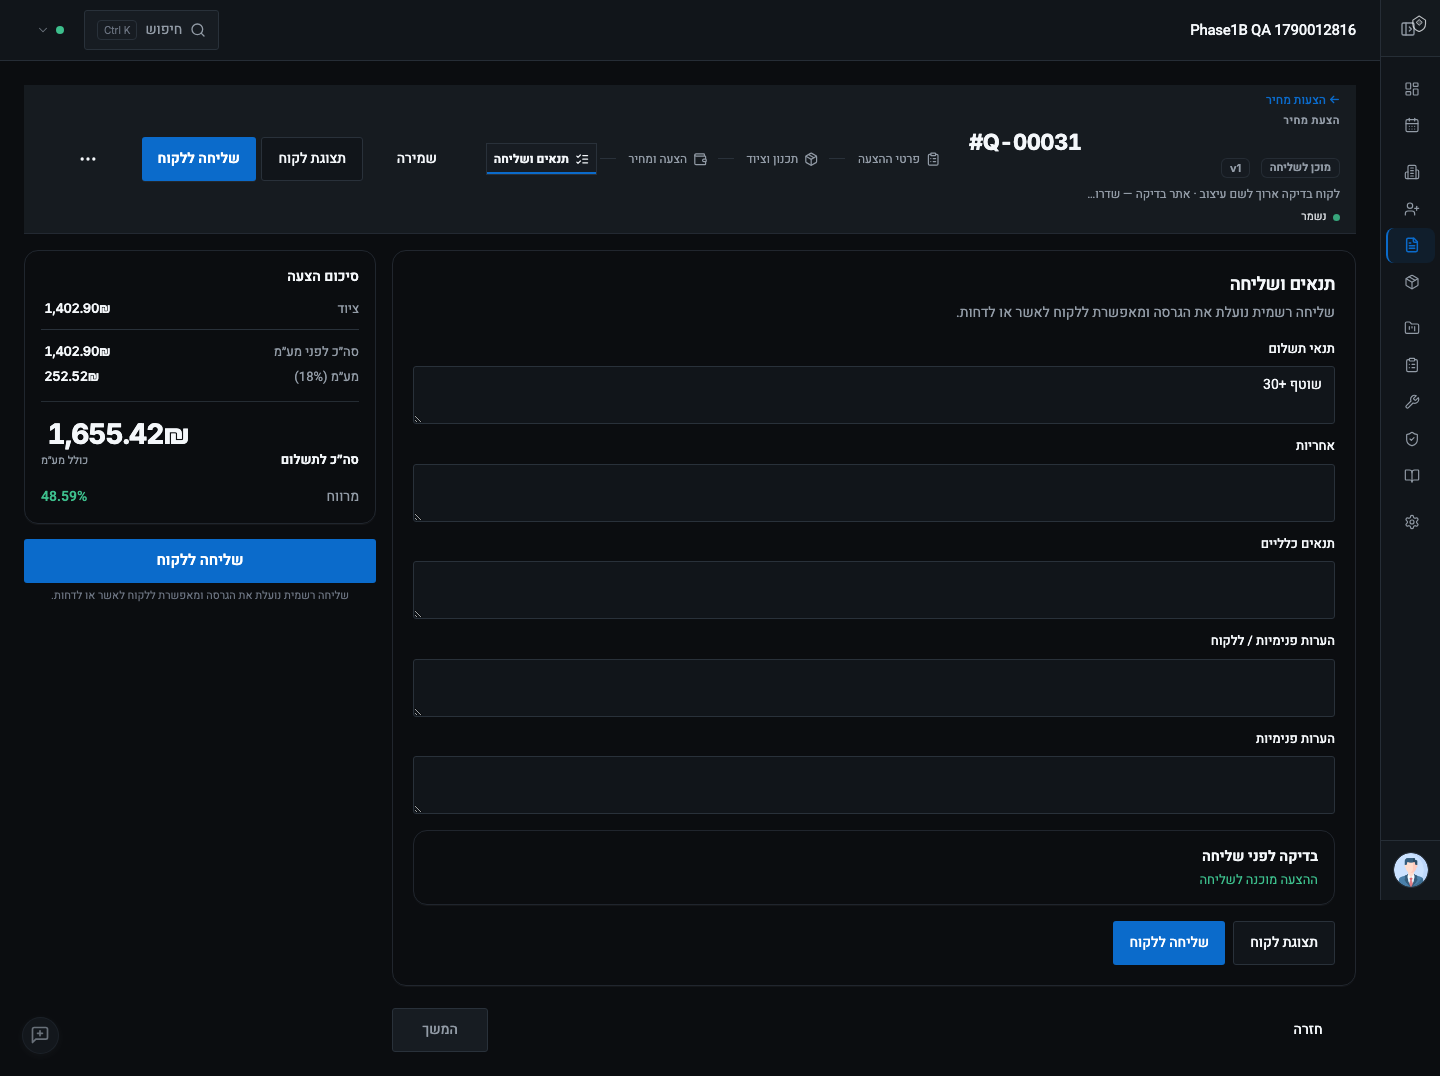 Phase1B QA 1790012816
חיפוש
Ctrl K
← הצעות מחיר
הצעת מחיר
#Q-00031
מוכן לשליחה
v1
לקוח בדיקה ארוך לשם עיצוב · אתר בדיקה — שדרו...
נשמר
פרטי ההצעה
תכנון וציוד
הצעה ומחיר
תנאים ושליחה
שמירה
תצוגת לקוח
שליחה ללקוח
תנאים ושליחה
שליחה רשמית נועלת את הגרסה ומאפשרת ללקוח לאשר או לדחות.
תנאי תשלום
שוטף +30
אחריות
תנאים כלליים
הערות פנימיות / ללקוח
הערות פנימיות
בדיקה לפני שליחה
ההצעה מוכנה לשליחה
תצוגת לקוח
שליחה ללקוח
חזרה
המשך
סיכום הצעה
ציוד
1,402.90₪
סה״כ לפני מע״מ
1,402.90₪
מע״מ (18%)
252.52₪
1,655.42₪
סה״כ לתשלום
כולל מע״מ
מרווח
48.59%
שליחה ללקוח
שליחה רשמית נועלת את הגרסה ומאפשרת ללקוח לאשר או לדחות.